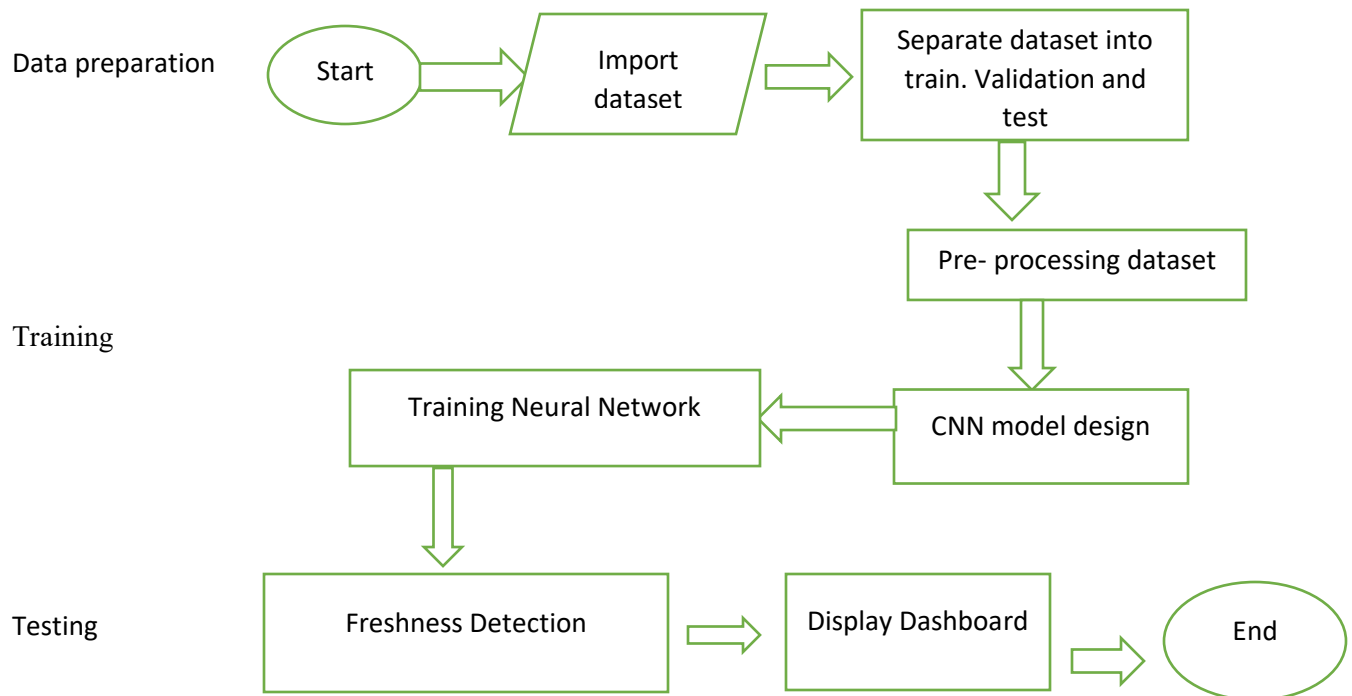 Data preparation
Start
Import
dataset
Separate dataset into
train. Validation and
test
Pre- processing dataset
Training
Training Neural Network
CNN model design
Testing
Freshness Detection
Display Dashboard
End